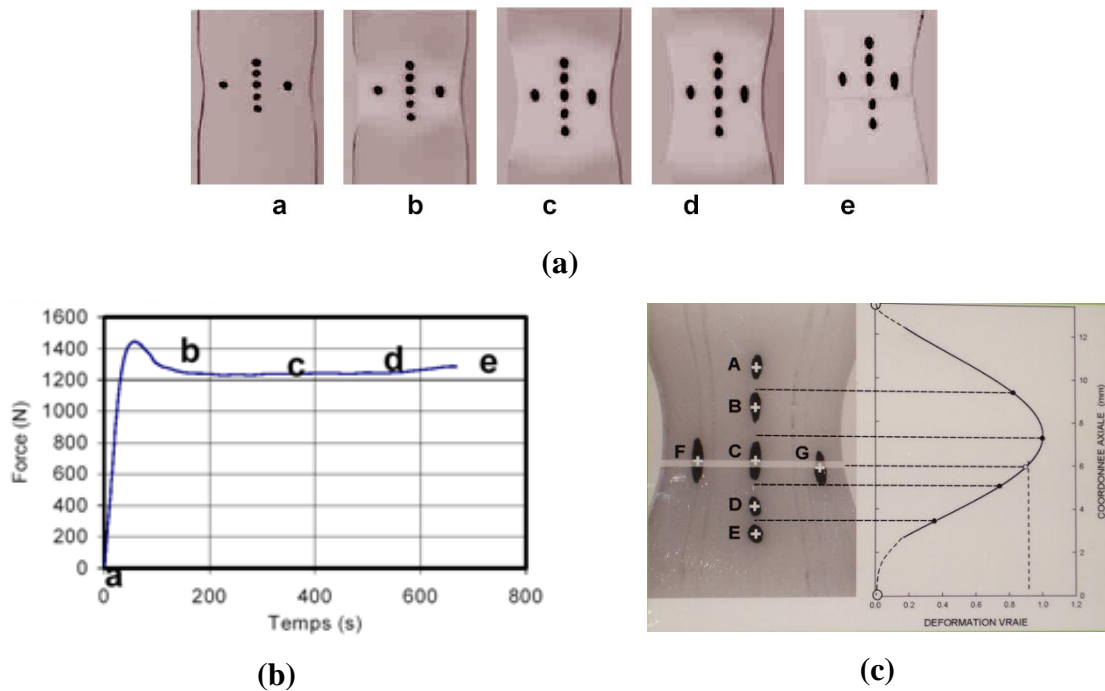 a b c d e
(a)
Force (N)
1600
1400
1200
1000
800
600
400
200
0
a b c d e
0 200 400 600 800
Temps (s)
(b)
A
B
F C G
D
E
12
10
8
6
4
2
0
COORDONNEE AXIALE (mm)
0.0 0.2 0.4 0.6 0.8 1.0 1.2
DEFORMATION VRAIE
(c)